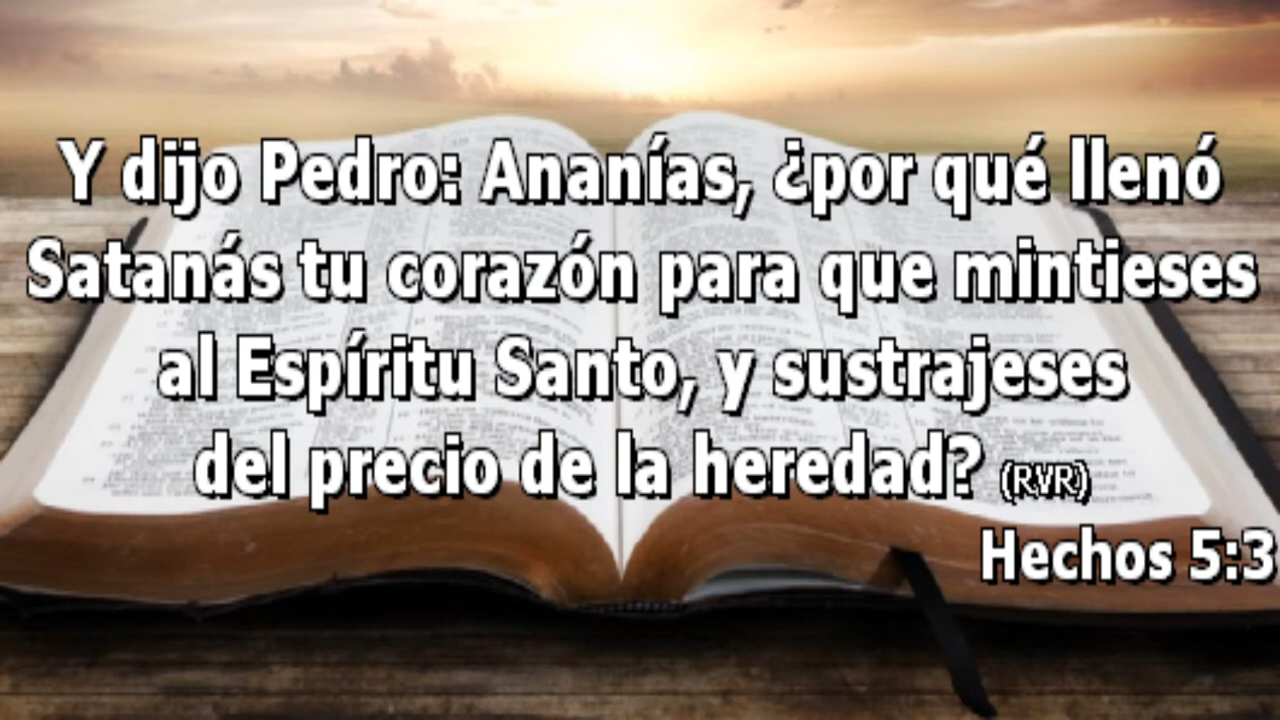 Y dijo Pedro: Ananías, ¿por qué llenó
Satanás tu corazón para que mintieses
al Espíritu Santo, y sustrajeses
del precio de la heredad? (RVR)
Hechos 5:3